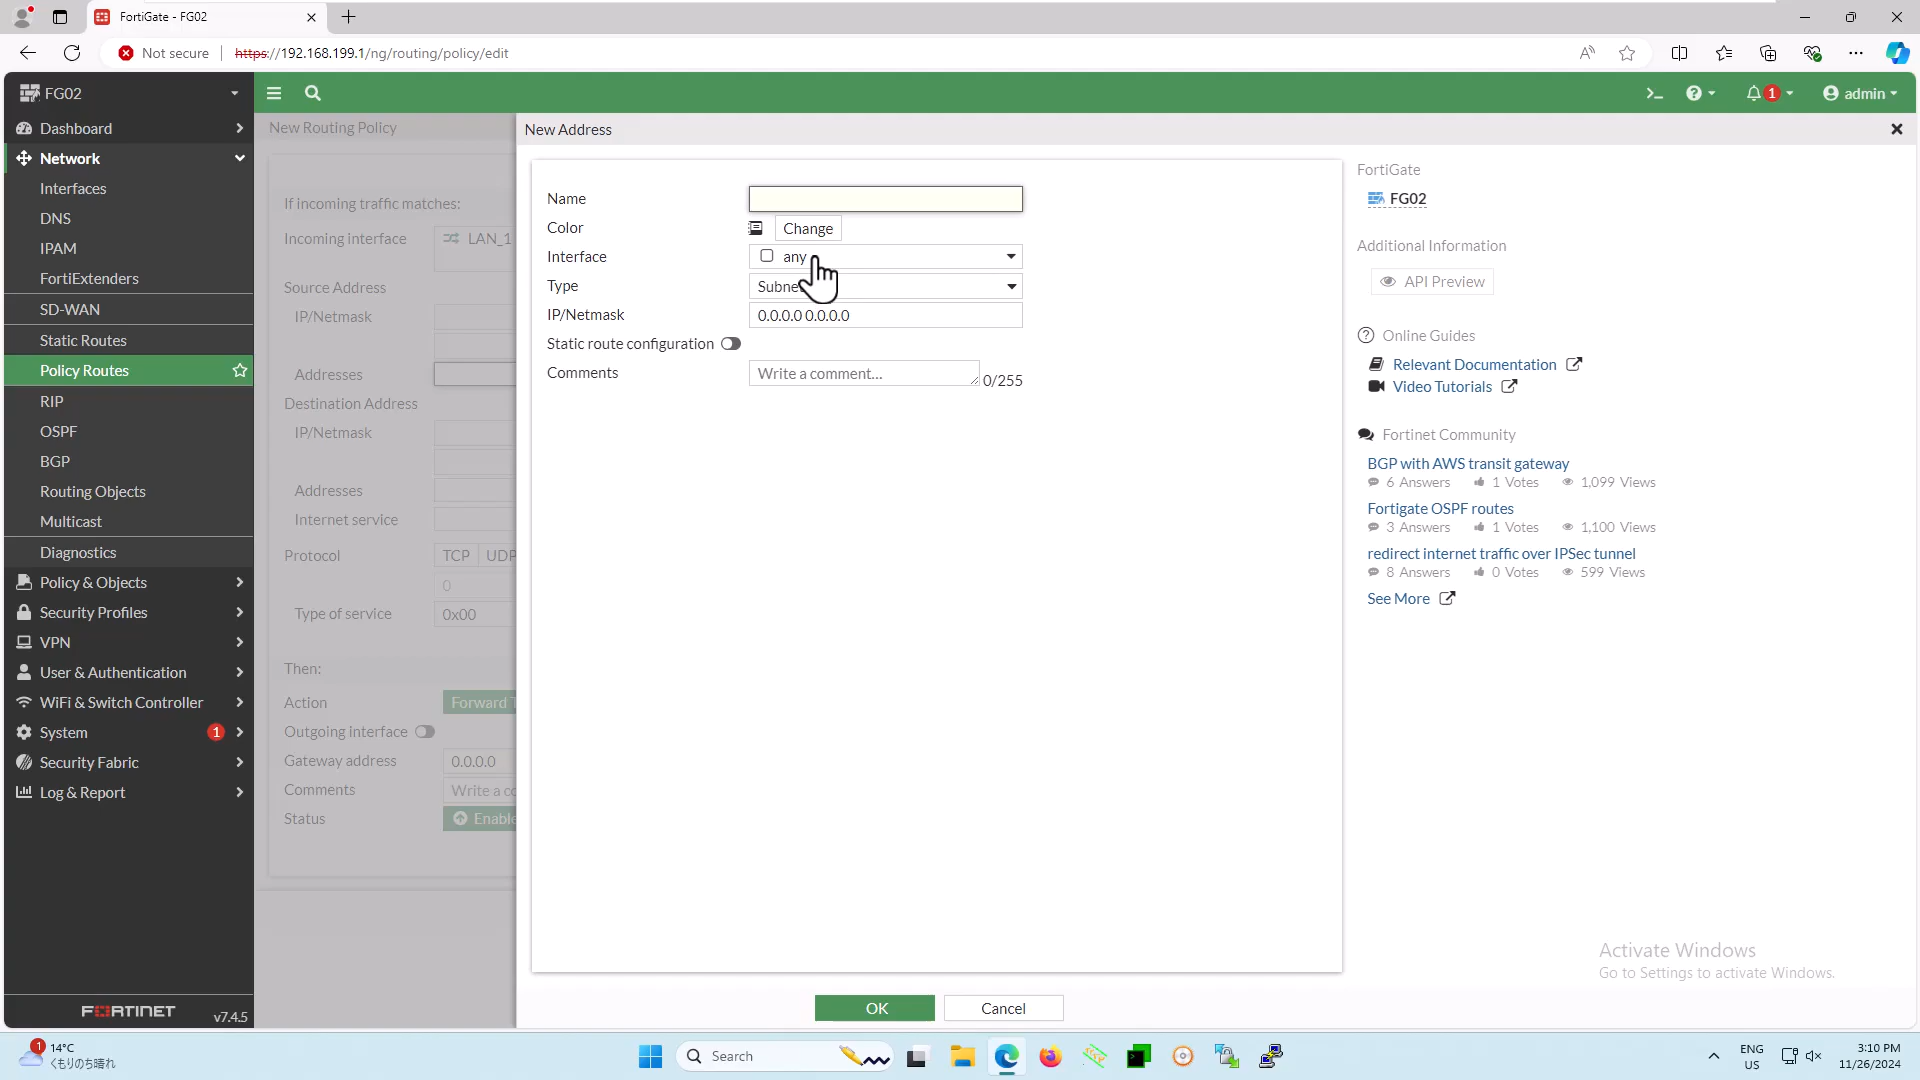 FortiGate - FG02
Not secure
https://192.168.199.1/ng/routing/policy/edit
FG02
1
admin
Dashboard
Network
Interfaces
DNS
IPAM
FortiExtenders
SD-WAN
Static Routes
Policy Routes
RIP
OSPF
BGP
Routing Objects
Multicast
Diagnostics
Policy & Objects
Security Profiles
VPN
User & Authentication
WiFi & Switch Controller
System 1
Security Fabric
Log & Report
FORTINET v7.4.5
New Routing Policy
If incoming traffic matches:
Incoming interface LAN_1
Source Address
IP/Netmask
Addresses
Destination Address
IP/Netmask
Addresses
Internet service
Protocol TCP UDP
0
Type of service 0x00
Then:
Action Forward T
Outgoing interface
Gateway address 0.0.0.0
Comments Write a co
Status Enable
New Address
Name
Color Change
Interface any
Type Subne
IP/Netmask 0.0.0.0 0.0.0.0
Static route configuration
Comments Write a comment... 0/255
OK Cancel
FortiGate
FG02
Additional Information
API Preview
Online Guides
Relevant Documentation
Video Tutorials
Fortinet Community
BGP with AWS transit gateway
6 Answers 1 Votes 1,099 Views
Fortigate OSPF routes
3 Answers 1 Votes 1,100 Views
redirect internet traffic over IPSec tunnel
8 Answers 0 Votes 599 Views
See More
Activate Windows
Go to Settings to activate Windows.
1
14°C
くもりのち晴れ
Search
ENG
US
3:10 PM
11/26/2024